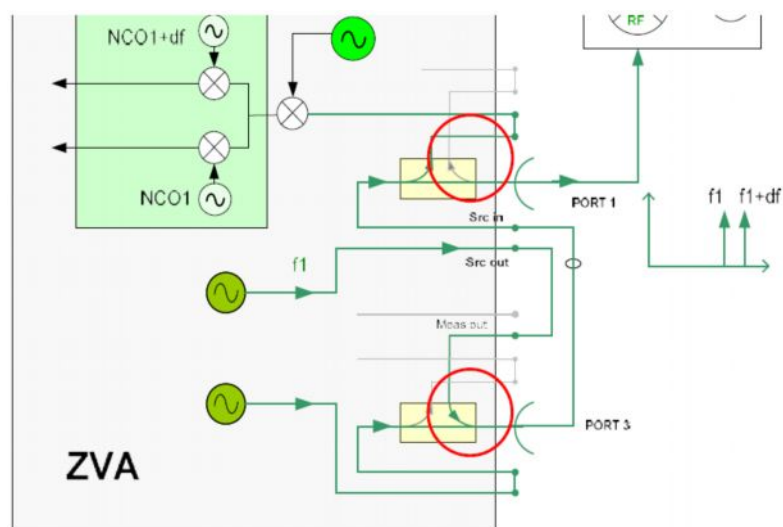 NCO1+df
NCO1
RF
Src in
PORT 1
f1 f1+df
f1
Src out
Meas out
PORT 3
ZVA